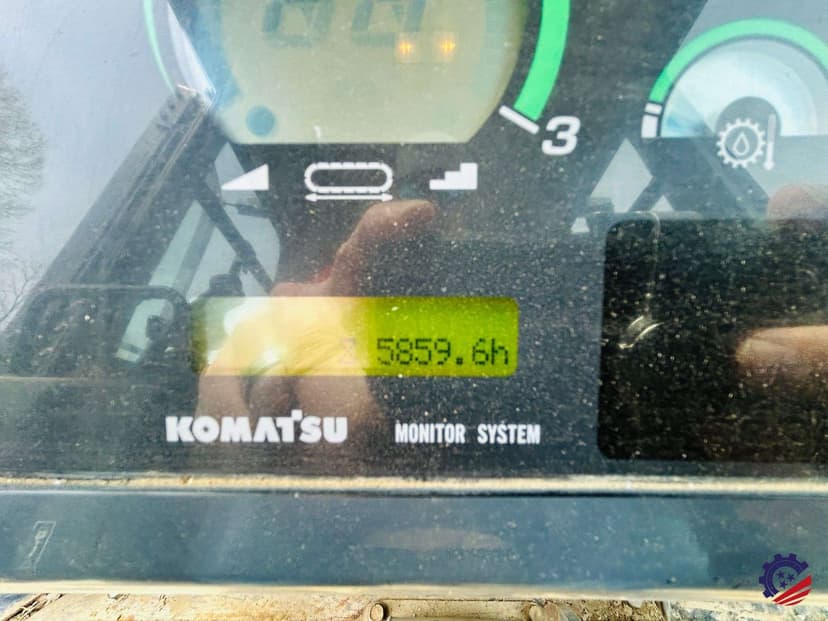 3
5859.6h
KOMATSU MONITOR SYSTEM